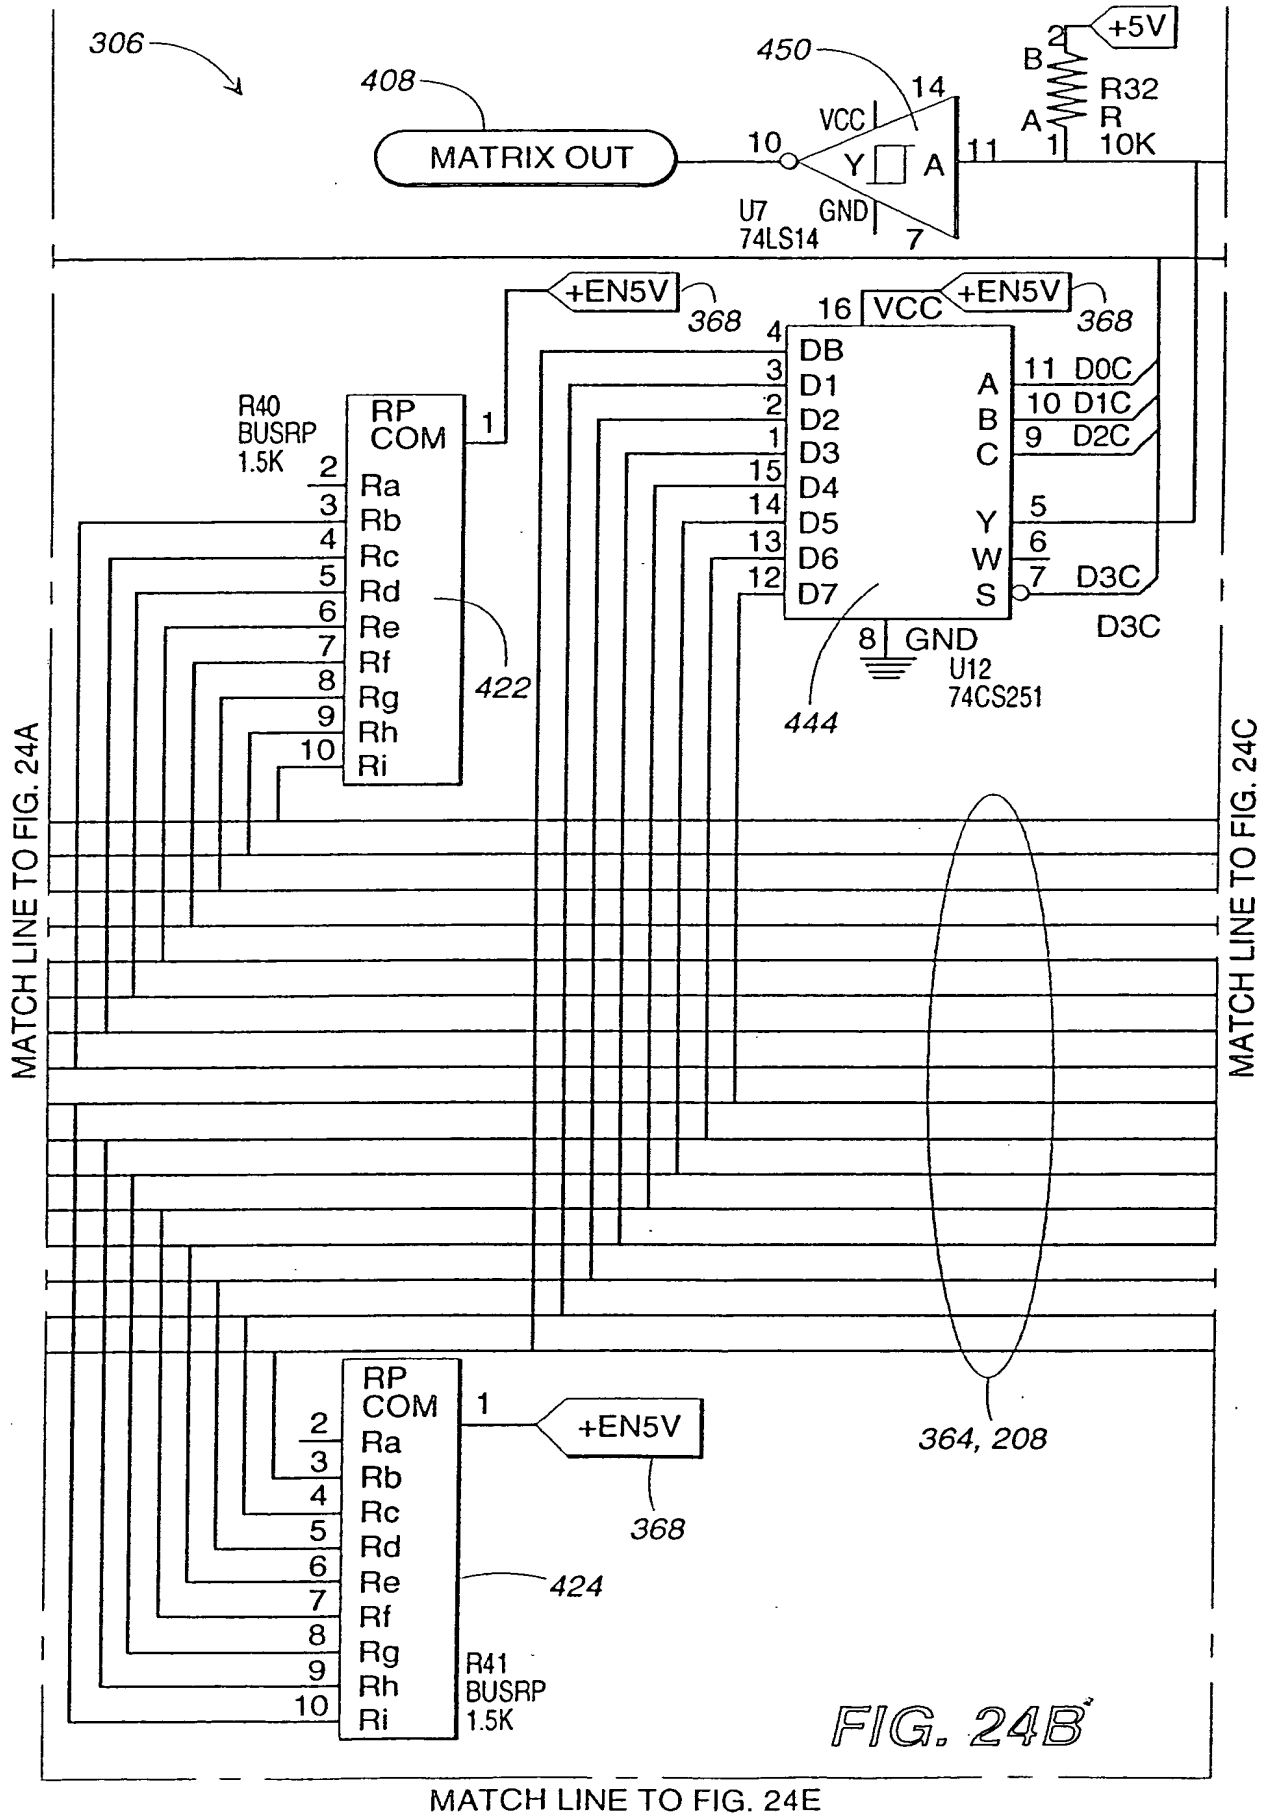 306
408
MATRIX OUT
450
14
VCC
10
Y
A
11
U7
74LS14
GND
7
2
+5V
B
A
1
R32
R
10K
+EN5V
368
R40
BUSRP
1.5K
RP
COM
1
2 Ra
3 Rb
4 Rc
5 Rd
6 Re
7 Rf
8 Rg
9 Rh
10 Ri
422
16 VCC
+EN5V
368
4 DB
3 D1
2 D2
1 D3
15 D4
14 D5
13 D6
12 D7
A 11 D0C
B 10 D1C
C 9 D2C
Y 5
W 6
S 7 D3C
D3C
8 GND
U12
74CS251
444
MATCH LINE TO FIG. 24A
MATCH LINE TO FIG. 24C
364, 208
RP
COM
1
+EN5V
368
2 Ra
3 Rb
4 Rc
5 Rd
6 Re
7 Rf
8 Rg
9 Rh
10 Ri
424
R41
BUSRP
1.5K
FIG. 24B
MATCH LINE TO FIG. 24E